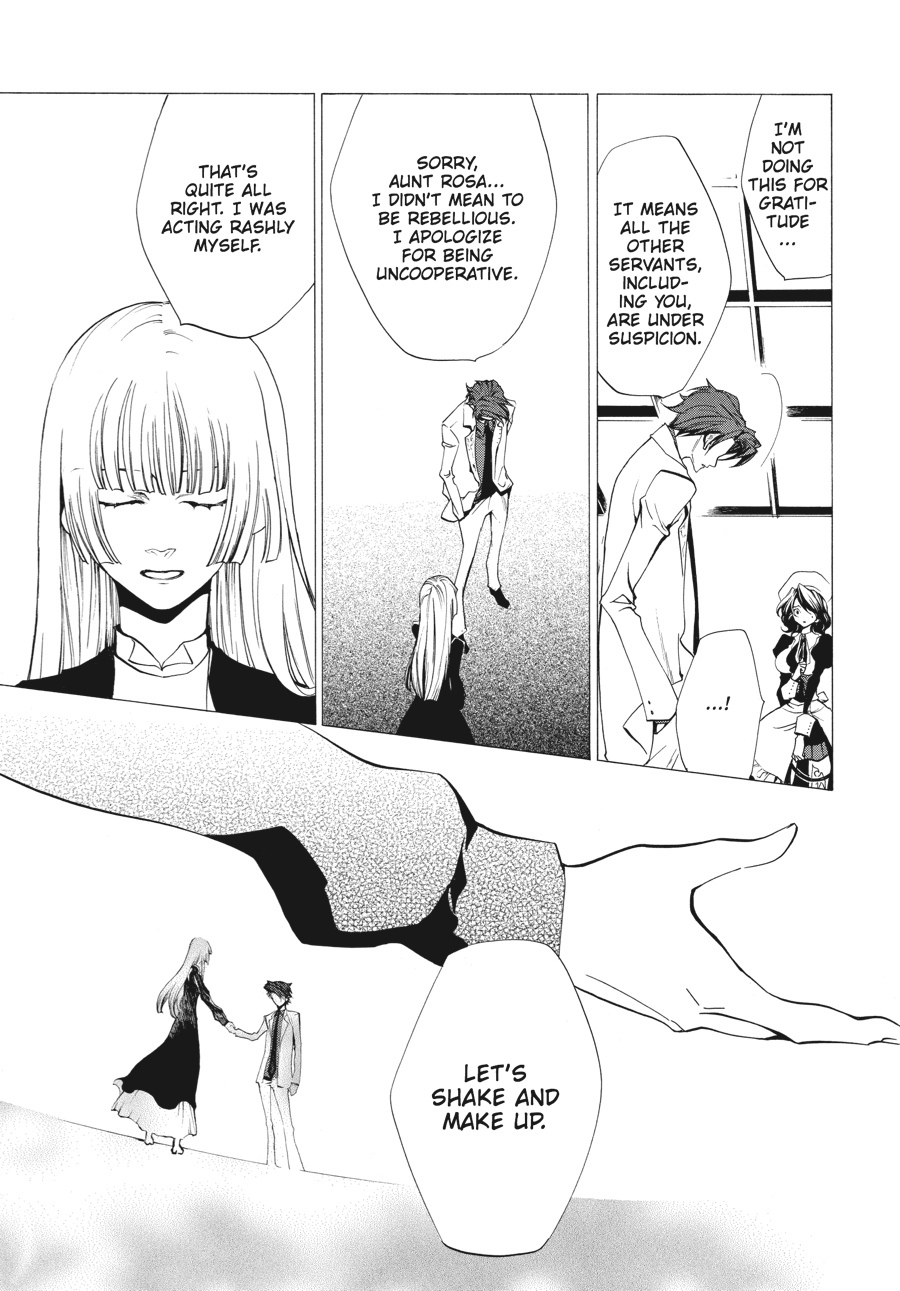 I'M
NOT
DOING
THIS FOR
GRATI-
TUDE
...
IT MEANS
ALL THE
OTHER
SERVANTS,
INCLUD-
ING YOU,
ARE UNDER
SUSPICION.
...!
SORRY,
AUNT ROSA...
I DIDN'T MEAN TO
BE REBELLIOUS.
I APOLOGIZE
FOR BEING
UNCOOPERATIVE.
THAT'S
QUITE ALL
RIGHT. I WAS
ACTING RASHLY
MYSELF.
LET'S
SHAKE AND
MAKE UP.